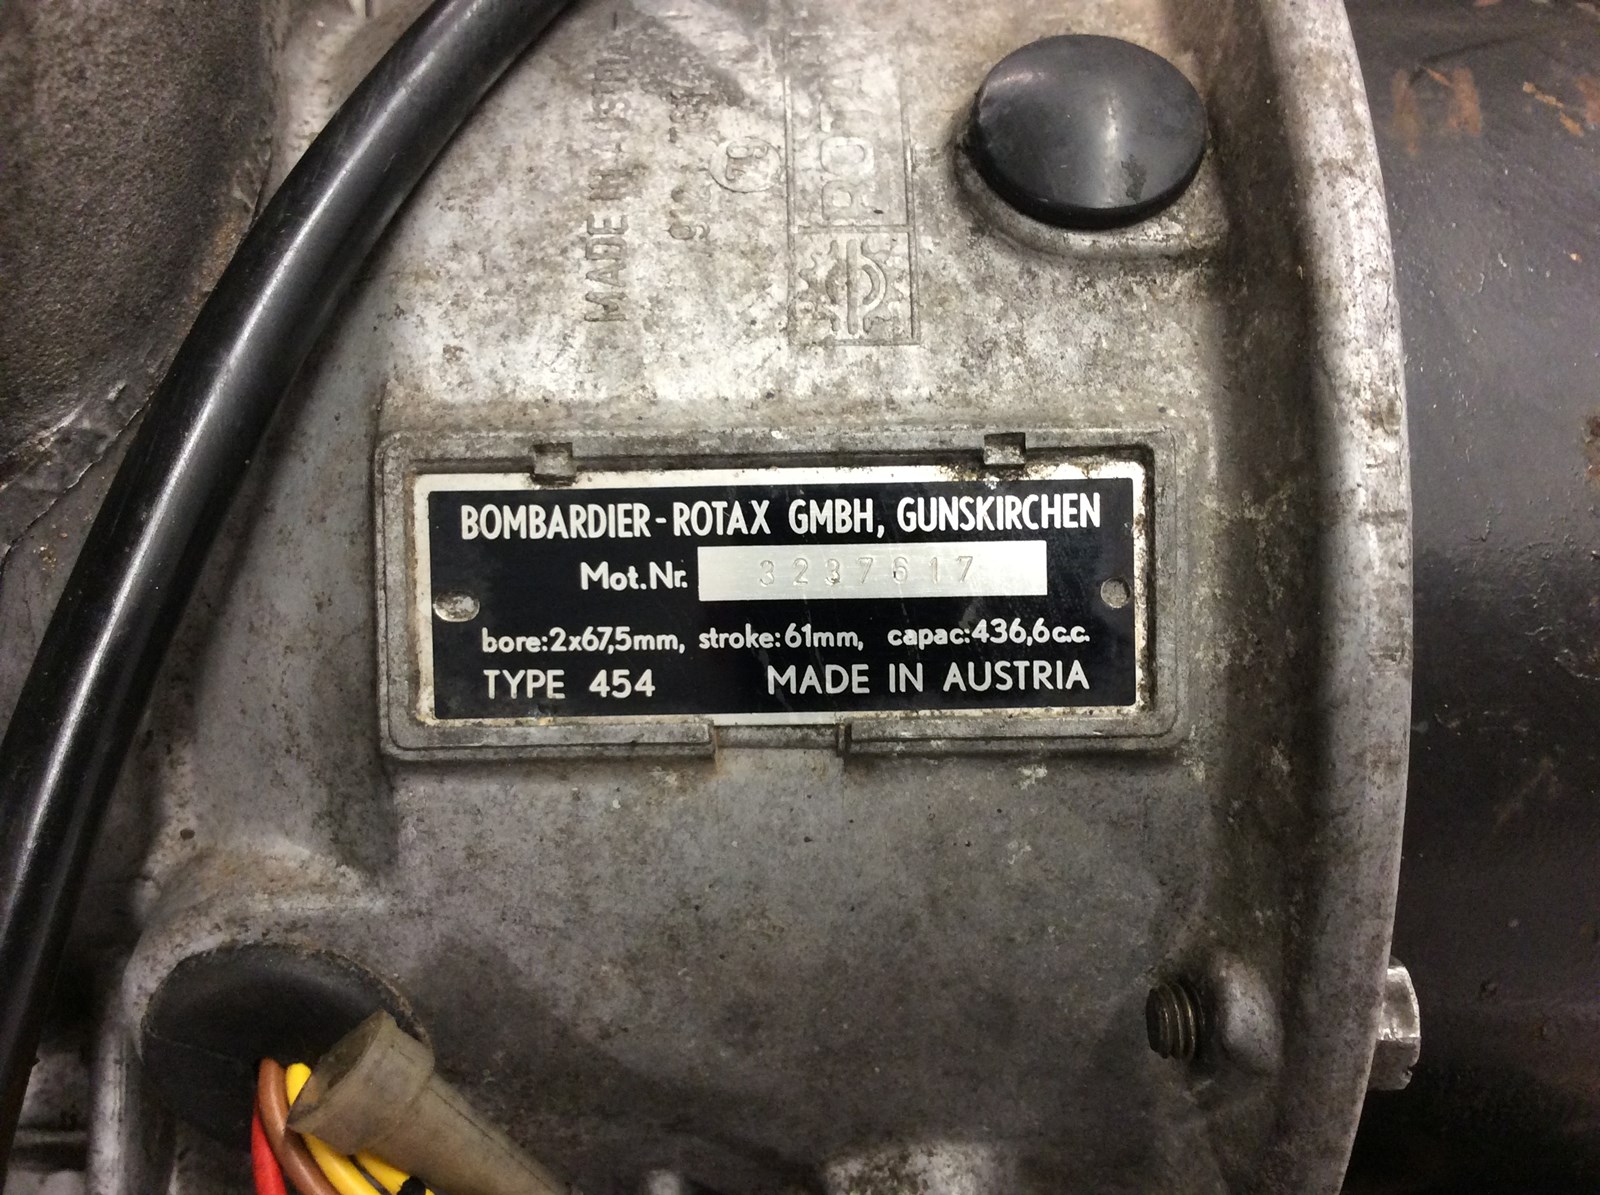 MADE IN AUSTRIA
ROTAX
BOMBARDIER-ROTAX GMBH, GUNSKIRCHEN
Mot.Nr. 3237617
bore:2x67,5mm, stroke:61mm, capac:436,6c.c.
TYPE 454 MADE IN AUSTRIA